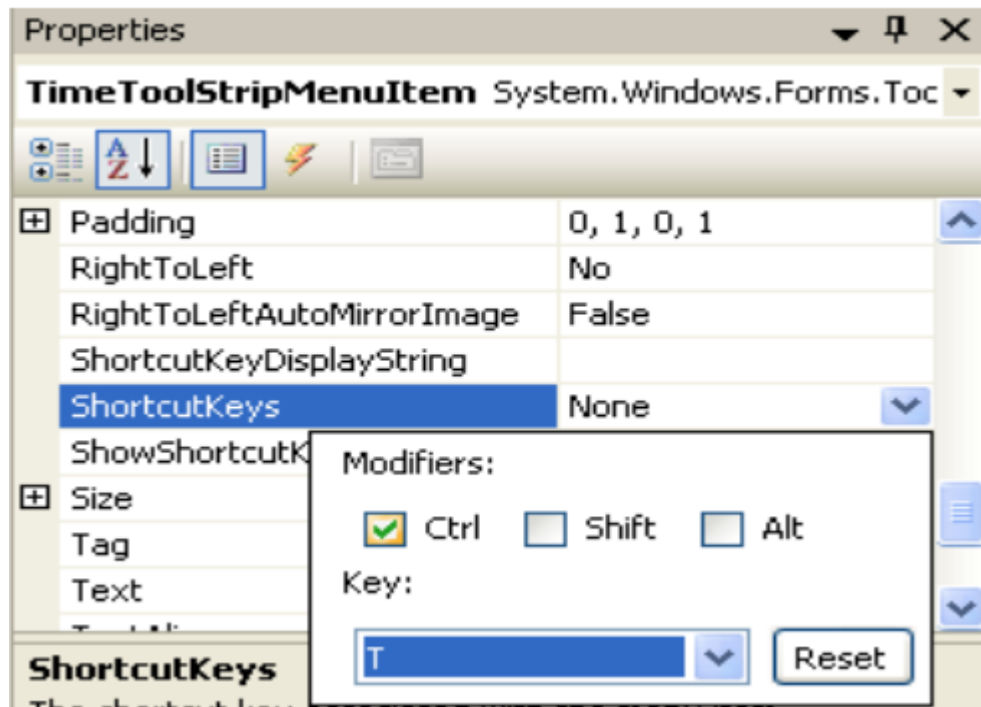 Properties
TimeToolStripMenuItem System.Windows.Forms.Toc
Padding 0, 1, 0, 1
RightToLeft No
RightToLeftAutoMirrorImage False
ShortcutKeyDisplayString
ShortcutKeys None
ShowShortcutK
Modifiers:
Size
Ctrl Shift Alt
Tag
Text
Key:
T Reset
ShortcutKeys